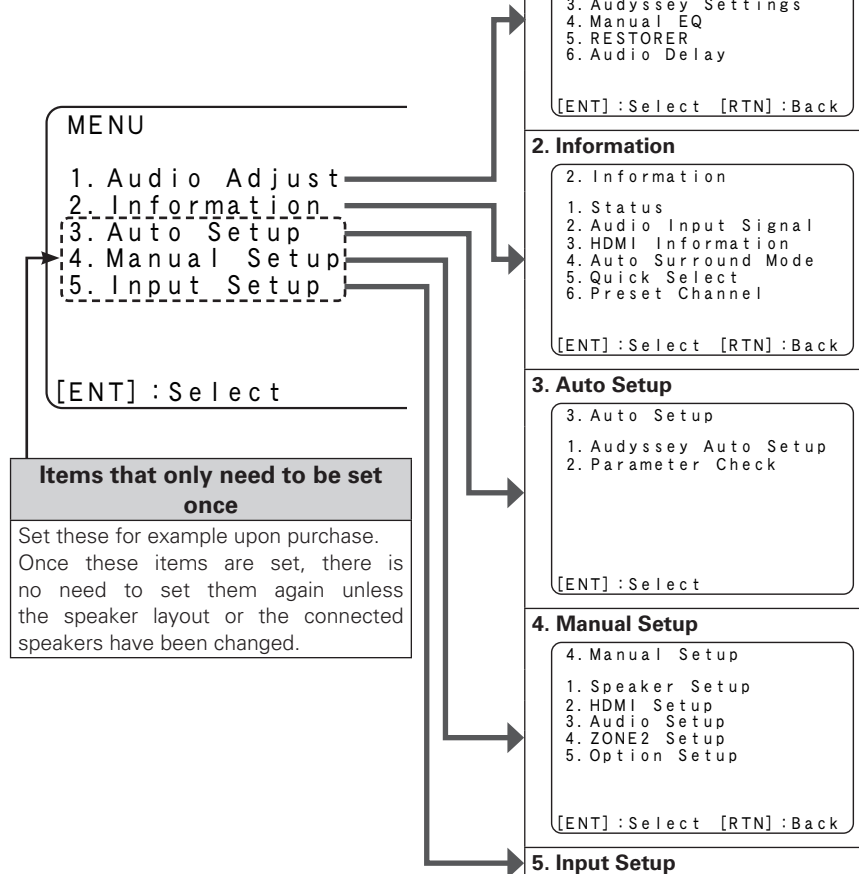 MENU
1. Audio Adjust
2. Information
3. Auto Setup
4. Manual Setup
5. Input Setup
[ENT] : Select
Items that only need to be set
once
Set these for example upon purchase.
Once these items are set, there is
no need to set them again unless
the speaker layout or the connected
speakers have been changed.
3. Audyssey Settings
4. Manual EQ
5. RESTORER
6. Audio Delay
[ENT] : Select [RTN] : Back
2. Information
2. Information
1. Status
2. Audio Input Signal
3. HDMI Information
4. Auto Surround Mode
5. Quick Select
6. Preset Channel
[ENT] : Select [RTN] : Back
3. Auto Setup
3. Auto Setup
1. Audyssey Auto Setup
2. Parameter Check
[ENT] : Select
4. Manual Setup
4. Manual Setup
1. Speaker Setup
2. HDMI Setup
3. Audio Setup
4. ZONE2 Setup
5. Option Setup
[ENT] : Select [RTN] : Back
5. Input Setup